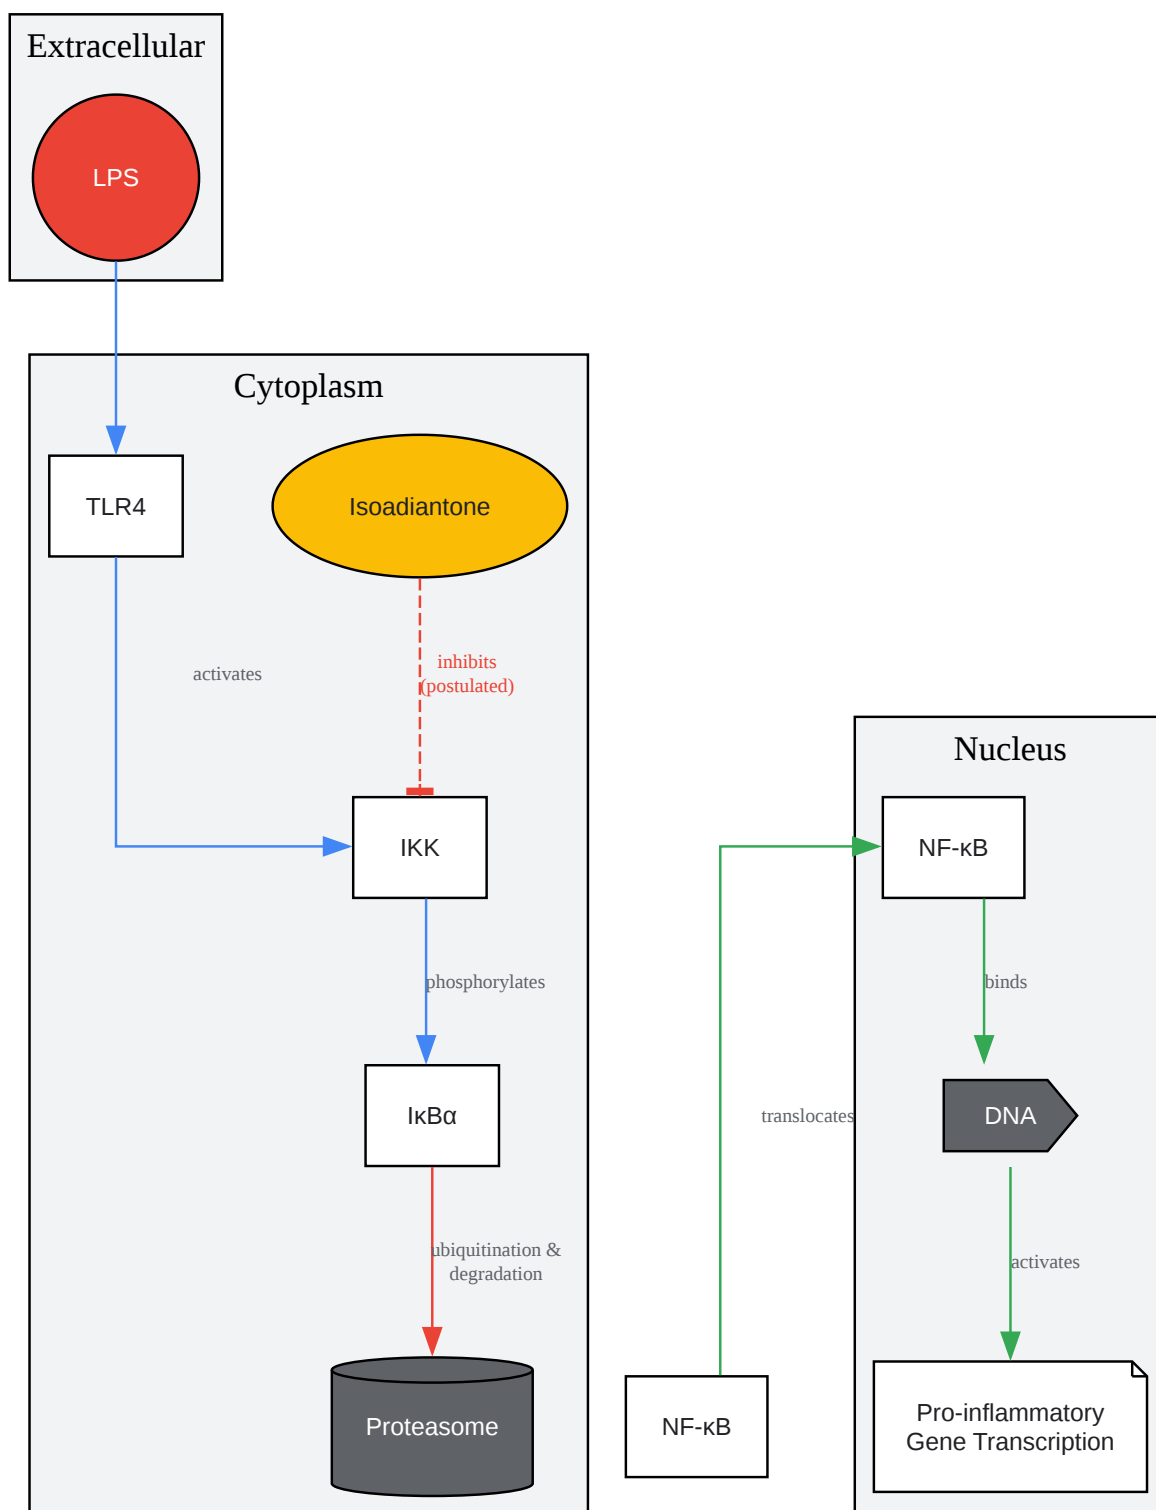 Extracellular
LPS
Cytoplasm
TLR4
Isoadiantone
activates
inhibits
(postulated)
IKK
phosphorylates
IκBα
ubiquitination &
degradation
Proteasome
NF-κB
translocates
Nucleus
NF-κB
binds
DNA
activates
Pro-inflammatory
Gene Transcription